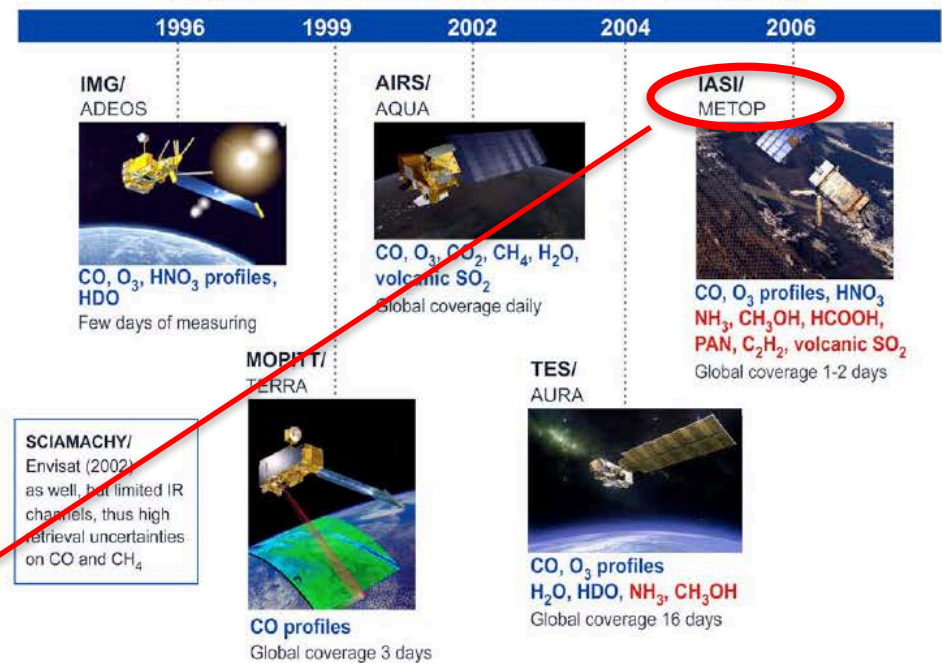 1996 1999 2002 2004 2006
IMG/
ADEOS
CO, O₃, HNO₃ profiles,
HDO
Few days of measuring
AIRS/
AQUA
CO, O₃, CO₂, CH₄, H₂O,
volcanic SO₂
Global coverage daily
IASI/
METOP
CO, O₃ profiles, HNO₃
NH₃, CH₃OH, HCOOH,
PAN, C₂H₂, volcanic SO₂
Global coverage 1-2 days
SCIAMACHY/
Envisat (2002)
as well, but limited IR
channels, thus high
retrieval uncertainties
on CO and CH₄
MOPITT/
TERRA
CO profiles
Global coverage 3 days
TES/
AURA
CO, O₃ profiles
H₂O, HDO, NH₃, CH₃OH
Global coverage 16 days